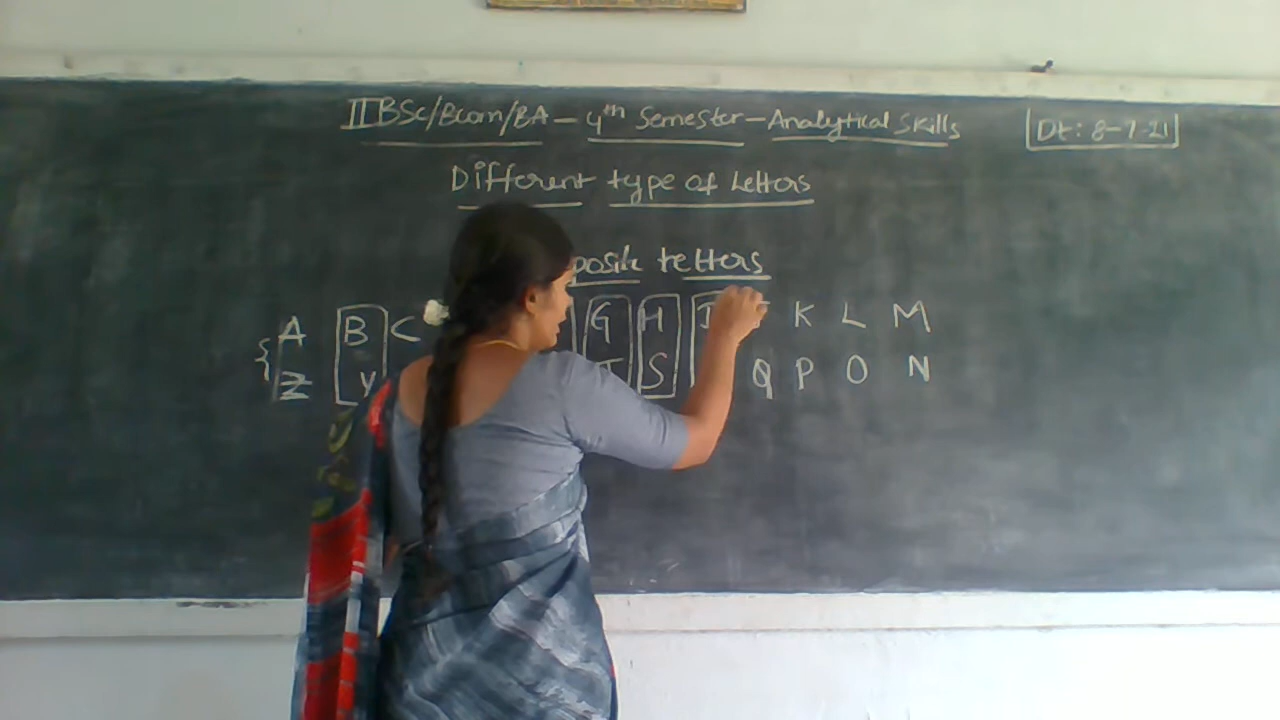 II BSc/Bcom/BA - 4th Semester - Analytical Skills
Dt: 8-7-21
Different type of Letters
Letters
A B C G H I K L M
Z Y S Q P O N